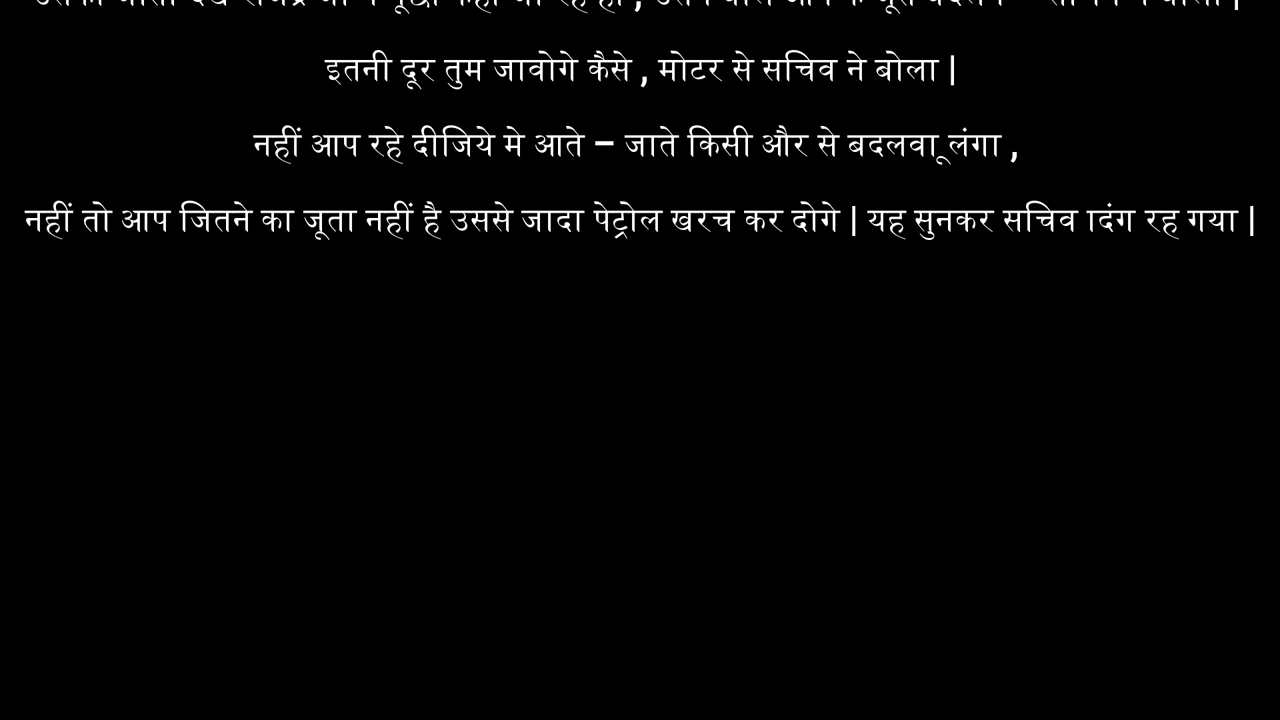 इतनी दूर तुम जावोगे कैसे , मोटर से सचिव ने बोला |
नहीं आप रहे दीजिये मे आते – जाते किसी और से बदलवाूलंगा ,
नहीं तो आप जितने का जूता नहीं है उससे जादा पेट्रोल खरच कर दोगे | यह सुनकर सचिव ािदंग रह गया |